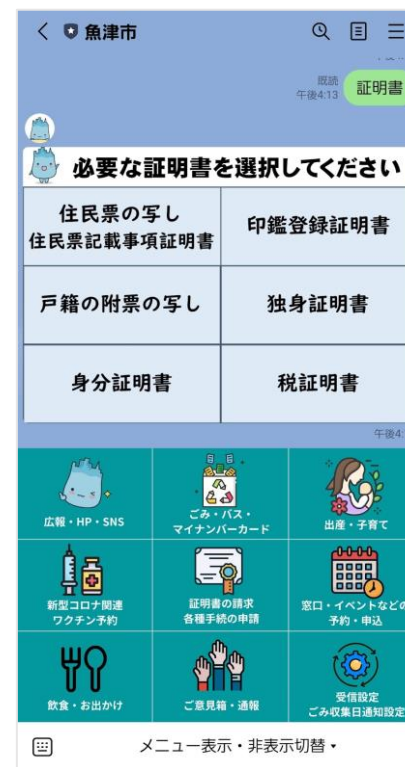 魚津市
既読
午後4:13
証明書
必要な証明書を選択してください
住民票の写し
住民票記載事項証明書
印鑑登録証明書
戸籍の附票の写し
独身証明書
身分証明書
税証明書
午後4:
広報・HP・SNS
ごみ・バス・
マイナンバーカード
出産・子育て
新型コロナ関連
ワクチン予約
証明書の請求
各種手続の申請
窓口・イベントなどの
予約・申込
飲食・お出かけ
ご意見箱・通報
受信設定
ごみ収集日通知設定
メニュー表示・非表示切替